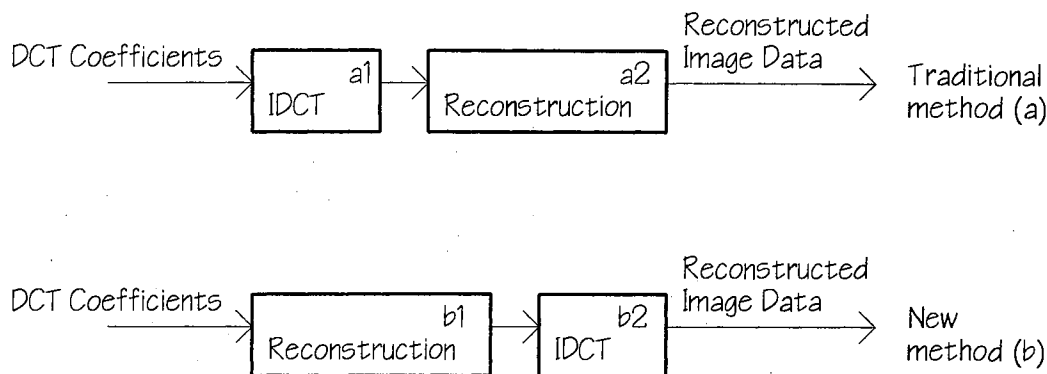 DCT Coefficients
a1
IDCT
a2
Reconstruction
Reconstructed
Image Data
Traditional
method (a)
DCT Coefficients
b1
Reconstruction
b2
IDCT
Reconstructed
Image Data
New
method (b)